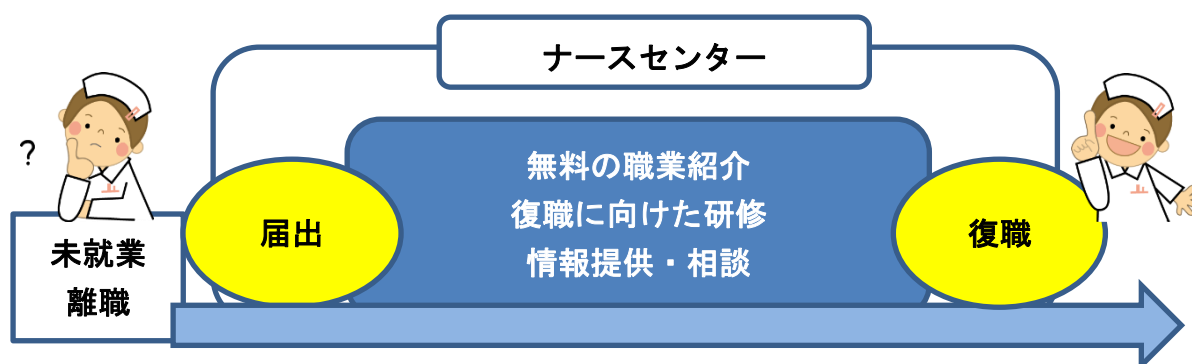 ナースセンター
?
無料の職業紹介
復職に向けた研修
情報提供・相談
届出
復職
未就業
離職